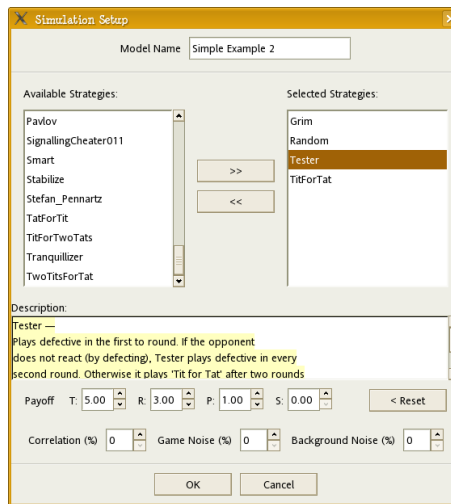 Simulation Setup
Model Name Simple Example 2
Available Strategies:
Pavlov
SignallingCheater011
Smart
Stabilize
Stefan_Pennartz
TatForTit
TitForTwoTats
Tranquillizer
TwoTitsForTat
>>
<<
Selected Strategies:
Grim
Random
Tester
TitForTat
Description:
Tester —
Plays defective in the first to round. If the opponent
does not react (by defecting), Tester plays defective in every
second round. Otherwise it plays 'Tit for Tat' after two rounds
Payoff T: 5.00 R: 3.00 P: 1.00 S: 0.00 < Reset
Correlation (%) 0 Game Noise (%) 0 Background Noise (%) 0
OK Cancel